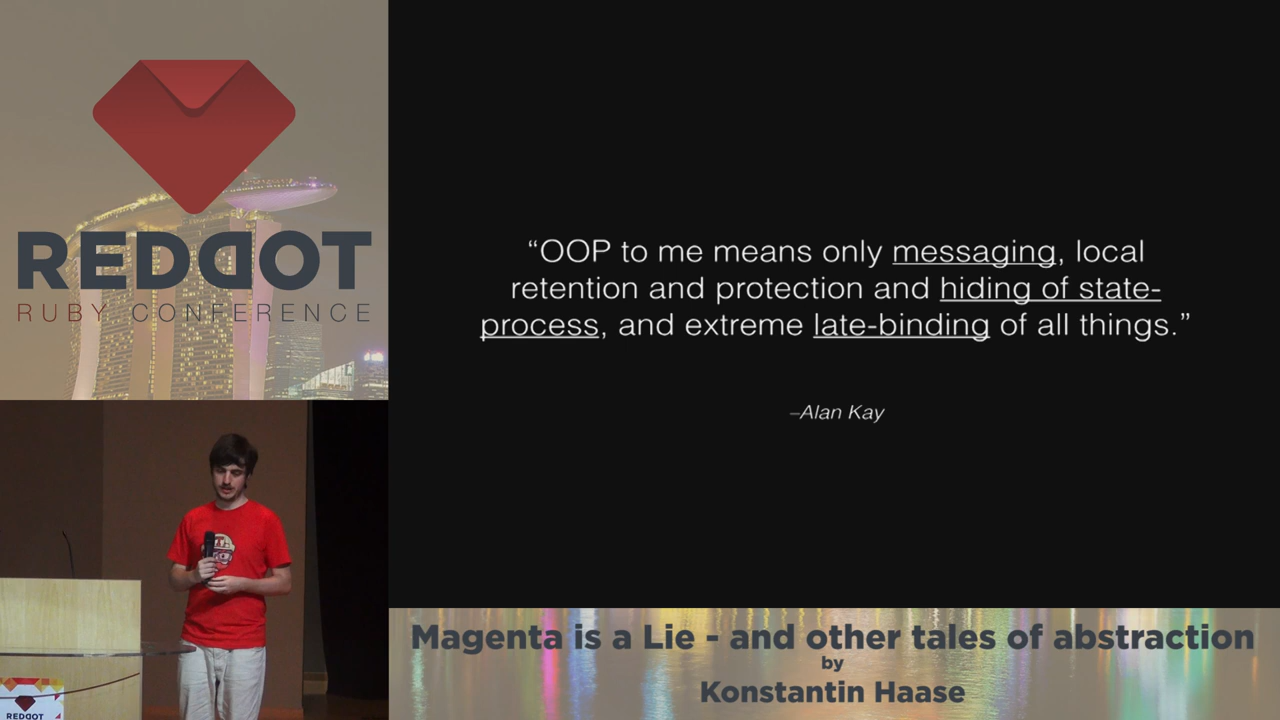 REDDOT
RUBY CONFERENCE
“OOP to me means only messaging, local
retention and protection and hiding of state-
process, and extreme late-binding of all things.”
–Alan Kay
Magenta is a Lie - and other tales of abstraction
by
Konstantin Haase
REDDOT